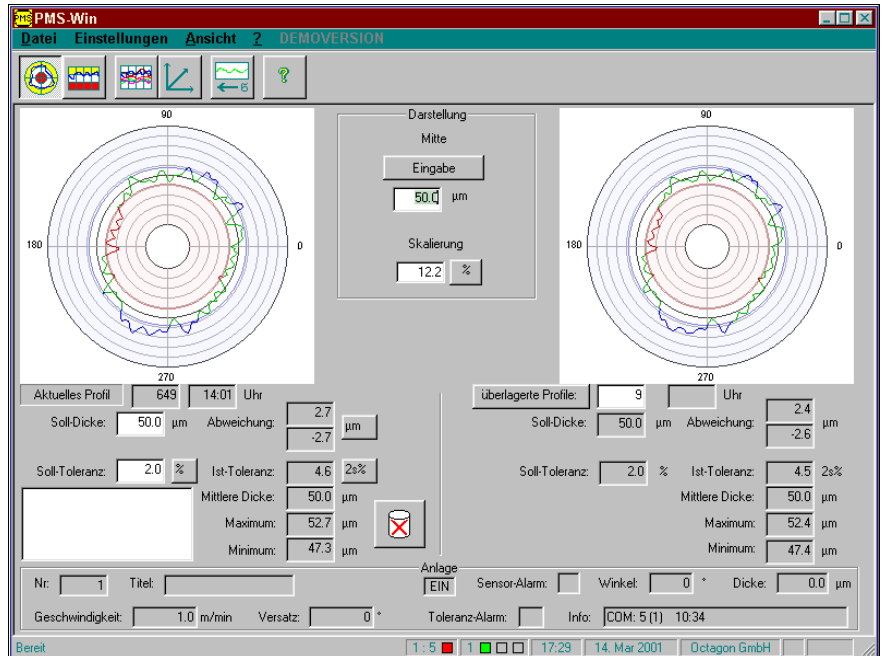 PMS PMS-Win
Datei Einstellungen Ansicht ? DEMOVERSION
6 ?
90
180
0
270
Darstellung
Mitte
Eingabe
50.0 µm
Skalierung
12.2 %
90
180
0
270
Aktuelles Profil 649 14:01 Uhr
Soll-Dicke: 50.0 µm Abweichung: 2.7 µm
-2.7
Soll-Toleranz: 2.0 % Ist-Toleranz: 4.6 2s%
Mittlere Dicke: 50.0 µm
Maximum: 52.7 µm
Minimum: 47.3 µm
überlagerte Profile: 9 Uhr
Soll-Dicke: 50.0 µm Abweichung: 2.4 µm
-2.6
Soll-Toleranz: 2.0 % Ist-Toleranz: 4.5 2s%
Mittlere Dicke: 50.0 µm
Maximum: 52.4 µm
Minimum: 47.4 µm
Anlage
Nr: 1 Titel: EIN Sensor-Alarm: Winkel: 0 ° Dicke: 0.0 µm
Geschwindigkeit: 1.0 m/min Versatz: 0 ° Toleranz-Alarm: Info: COM: 5 (1) 10:34
Bereit 1 : 5 1 17:29 14. Mar 2001 Octagon GmbH